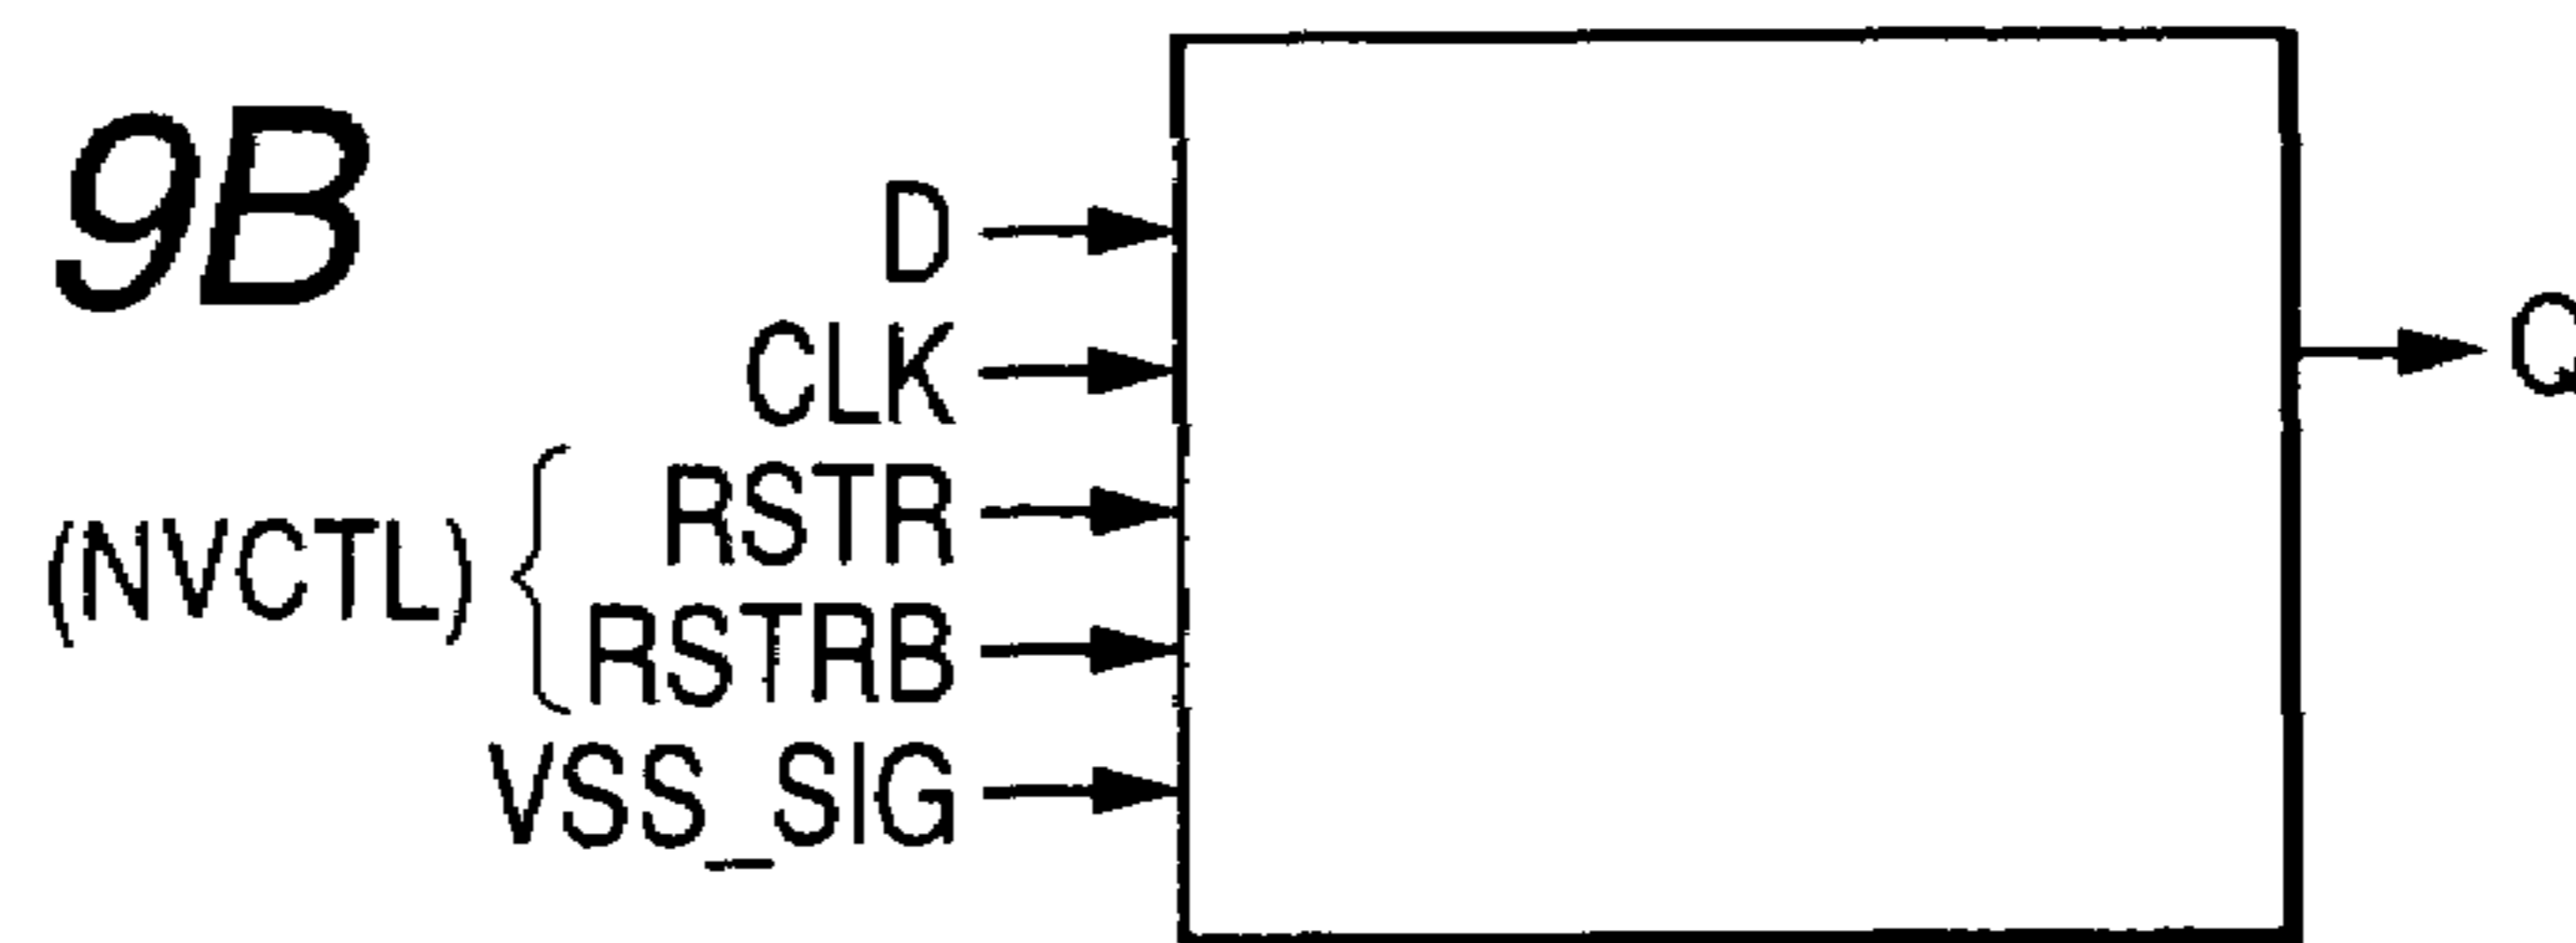 9B
D
CLK
RSTR
(NVCTL)
RSTRB
VSS_SIG
Q